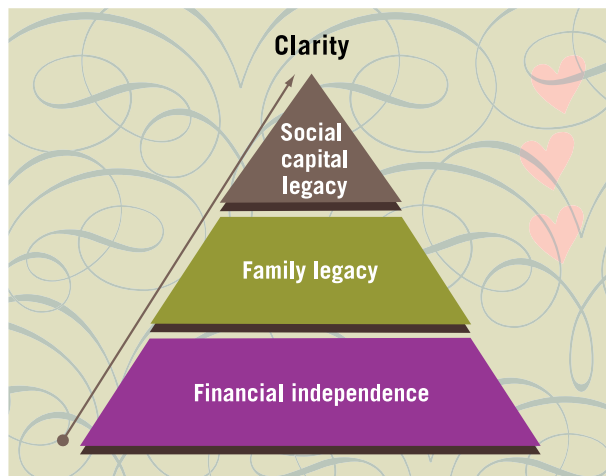 Clarity
Social
capital
legacy
Family legacy
Financial independence